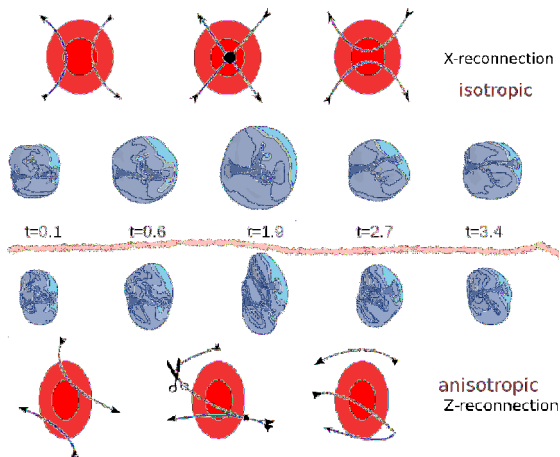 X-reconnection
isotropic
t=0.1 t=0.6 t=1.9 t=2.7 t=3.4
anisotropic
Z-reconnection